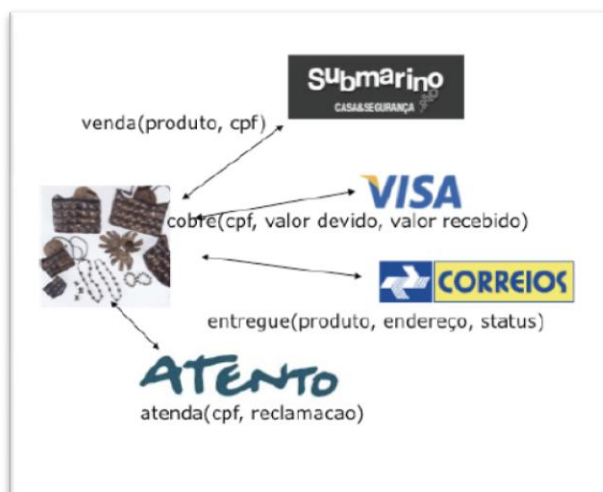 Submarino
CASA&SEGURANÇA
venda(produto, cpf)
VISA
cobre(cpf, valor devido, valor recebido)
CORREIOS
entregue(produto, endereço, status)
ATENTO
atenda(cpf, reclamacao)